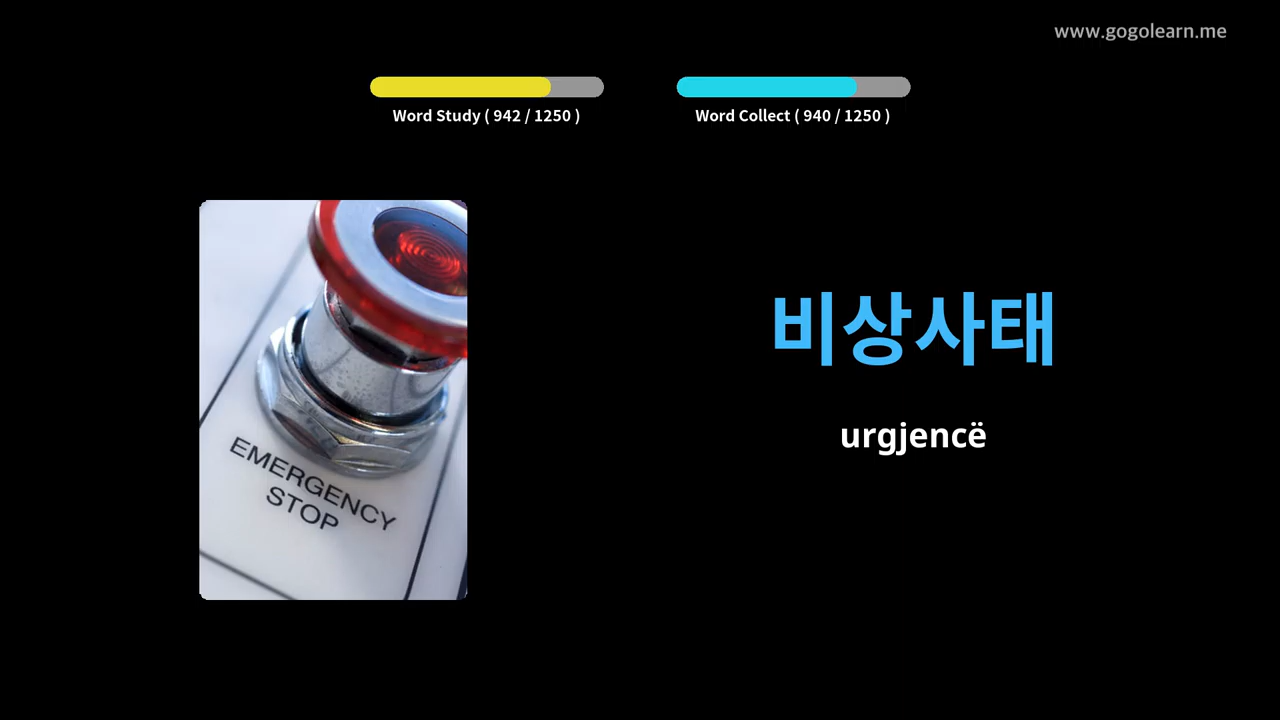 www.gogolearn.me
Word Study ( 942 / 1250 )
Word Collect ( 940 / 1250 )
EMERGENCY
STOP
비상사태
urgjencë